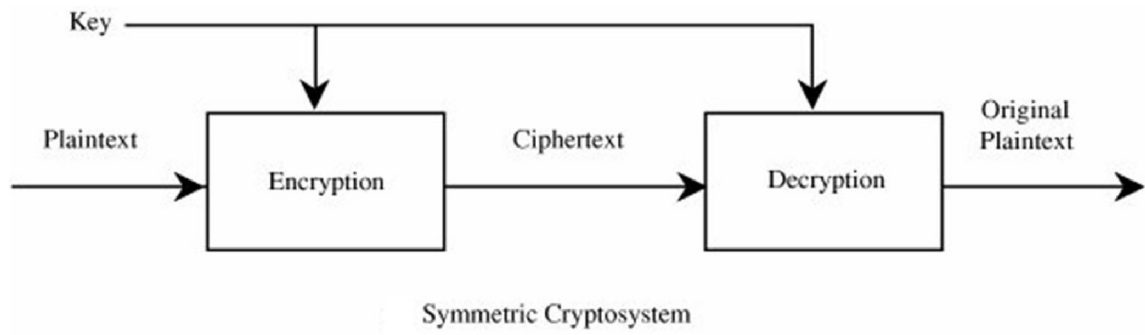 Key
Plaintext
Encryption
Ciphertext
Decryption
Original
Plaintext
Symmetric Cryptosystem